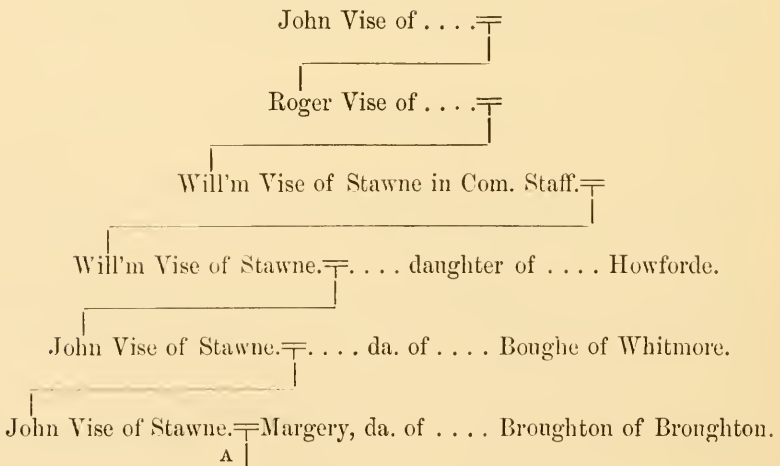 John Vise of . . . .
Roger Vise of . . . .
Will'm Vise of Stawne in Com. Staff.
Will'm Vise of Stawne. . . . . daughter of . . . . Howforde.
John Vise of Stawne. . . . . da. of . . . . Boughe of Whitmore.
John Vise of Stawne. Margery, da. of . . . . Broughton of Broughton.
A